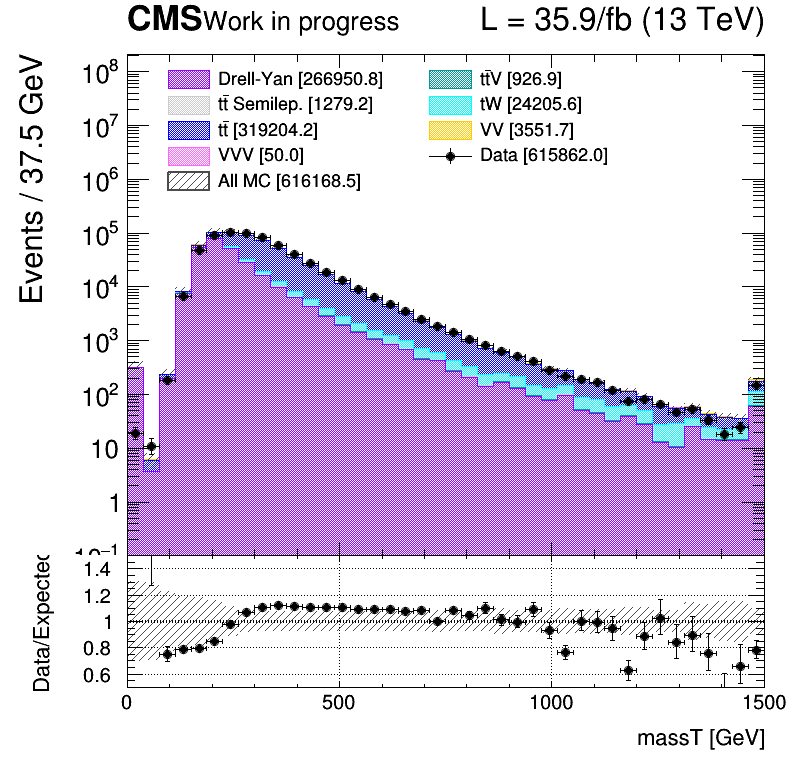 CMS Work in progress L = 35.9/fb (13 TeV)
Events / 37.5 GeV
10⁸
10⁷
10⁶
10⁵
10⁴
10³
10²
10
1
10⁻¹
Drell-Yan [266950.8]
tt̄ Semilep. [1279.2]
tt̄ [319204.2]
VVV [50.0]
All MC [616168.5]
tt̄V [926.9]
tW [24205.6]
VV [3551.7]
Data [615862.0]
Data/Expected
1.4
1.2
1
0.8
0.6
0 500 1000 1500
massT [GeV]